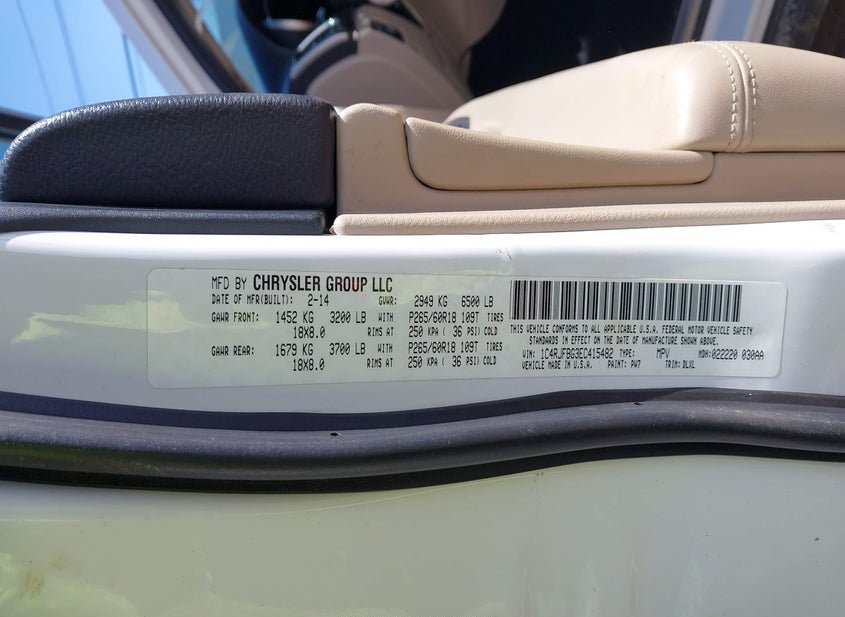 MFD BY CHRYSLER GROUP LLC
DATE OF MFR(BUILT): 2-14 GVWR: 2949 KG 6500 LB
GAWR FRONT: 1452 KG 3200 LB WITH P265/60R18 109T TIRES
18X8.0 RIMS AT 250 KPA ( 36 PSI) COLD
GAWR REAR: 1679 KG 3700 LB WITH P265/60R18 109T TIRES
18X8.0 RIMS AT 250 KPA ( 36 PSI) COLD
THIS VEHICLE CONFORMS TO ALL APPLICABLE U.S.A. FEDERAL MOTOR VEHICLE SAFETY
STANDARDS IN EFFECT ON THE DATE OF MANUFACTURE SHOWN ABOVE.
VIN: 1C4RJFBG3EC415482 TYPE: MPV MDH:022220 030AA
VEHICLE MADE IN U.S.A. PAINT: PW7 TRIM: DLXL